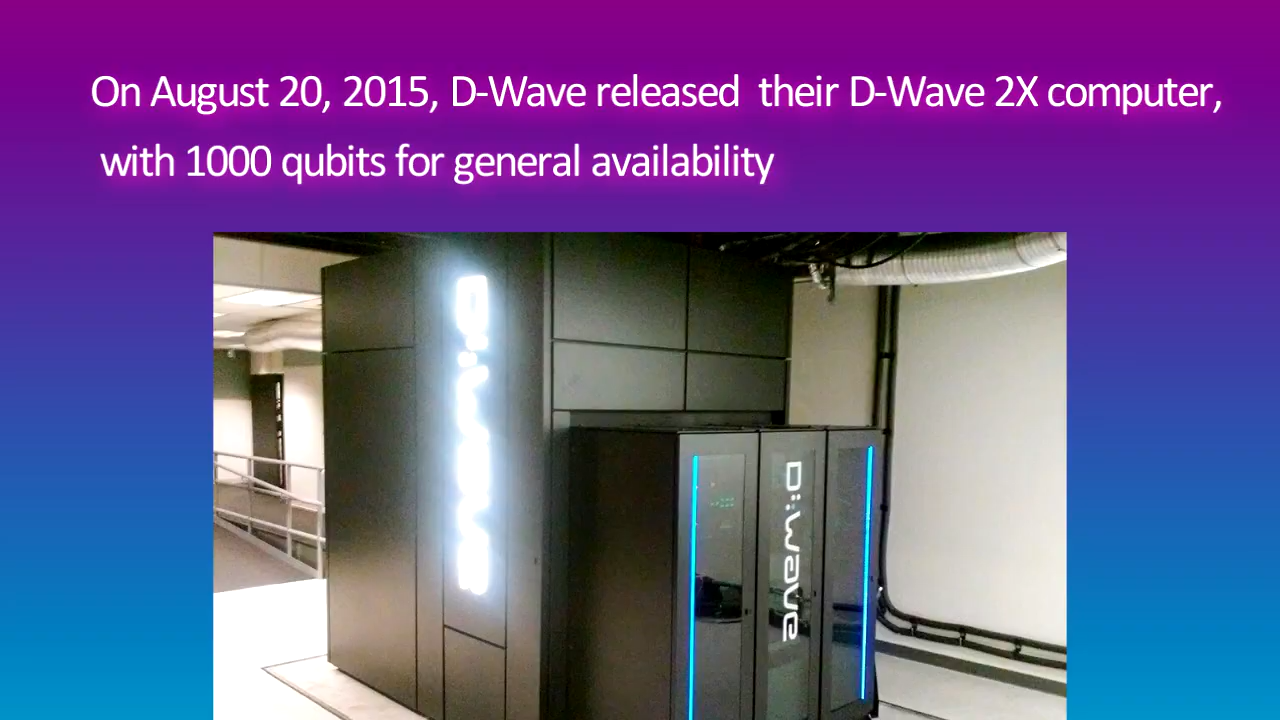 On August 20, 2015, D-Wave released  their D-Wave 2X computer,
with 1000 qubits for general availability
D:Wave
D:Wave